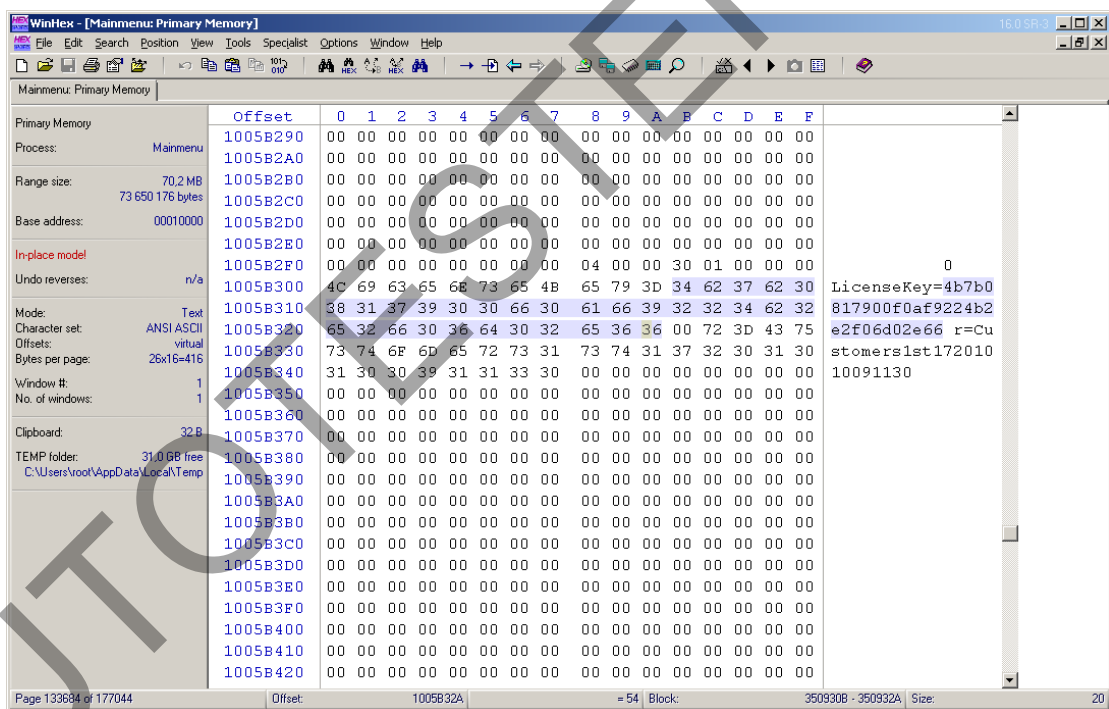 WinHex - [Mainmenu: Primary Memory] 16.0 SR-3
File Edit Search Position View Tools Specialist Options Window Help
Mainmenu: Primary Memory
Primary Memory
Process: Mainmenu
Range size: 70,2 MB
73 650 176 bytes
Base address: 00010000
In-place mode!
Undo reverses: n/a
Mode: Text
Character set: ANSI ASCII
Offsets: virtual
Bytes per page: 26x16=416
Window #: 1
No. of windows: 1
Clipboard: 32 B
TEMP folder: 31,0 GB free
C:\Users\root\AppData\Local\Temp
Offset 0 1 2 3 4 5 6 7 8 9 A B C D E F
1005B290 00 00 00 00 00 00 00 00 00 00 00 00 00 00 00 00
1005B2A0 00 00 00 00 00 00 00 00 00 00 00 00 00 00 00 00
1005B2B0 00 00 00 00 00 00 00 00 00 00 00 00 00 00 00 00
1005B2C0 00 00 00 00 00 00 00 00 00 00 00 00 00 00 00 00
1005B2D0 00 00 00 00 00 00 00 00 00 00 00 00 00 00 00 00
1005B2E0 00 00 00 00 00 00 00 00 00 00 00 00 00 00 00 00
1005B2F0 00 00 00 00 00 00 00 00 04 00 00 30 01 00 00 00 0
1005B300 4C 69 63 65 6E 73 65 4B 65 79 3D 34 62 37 62 30 LicenseKey=4b7b0
1005B310 38 31 37 39 30 30 66 30 61 66 39 32 32 34 62 32 817900f0af9224b2
1005B320 65 32 66 30 36 64 30 32 65 36 36 00 72 3D 43 75 e2f06d02e66 r=Cu
1005B330 73 74 6F 6D 65 72 73 31 73 74 31 37 32 30 31 30 stomers1st172010
1005B340 31 30 30 39 31 31 33 30 00 00 00 00 00 00 00 00 10091130
1005B350 00 00 00 00 00 00 00 00 00 00 00 00 00 00 00 00
1005B360 00 00 00 00 00 00 00 00 00 00 00 00 00 00 00 00
1005B370 00 00 00 00 00 00 00 00 00 00 00 00 00 00 00 00
1005B380 00 00 00 00 00 00 00 00 00 00 00 00 00 00 00 00
1005B390 00 00 00 00 00 00 00 00 00 00 00 00 00 00 00 00
1005B3A0 00 00 00 00 00 00 00 00 00 00 00 00 00 00 00 00
1005B3B0 00 00 00 00 00 00 00 00 00 00 00 00 00 00 00 00
1005B3C0 00 00 00 00 00 00 00 00 00 00 00 00 00 00 00 00
1005B3D0 00 00 00 00 00 00 00 00 00 00 00 00 00 00 00 00
1005B3E0 00 00 00 00 00 00 00 00 00 00 00 00 00 00 00 00
1005B3F0 00 00 00 00 00 00 00 00 00 00 00 00 00 00 00 00
1005B400 00 00 00 00 00 00 00 00 00 00 00 00 00 00 00 00
1005B410 00 00 00 00 00 00 00 00 00 00 00 00 00 00 00 00
1005B420 00 00 00 00 00 00 00 00 00 00 00 00 00 00 00 00
Page 133684 of 177044 Offset: 1005B32A = 54 Block: 350930B - 350932A Size: 20